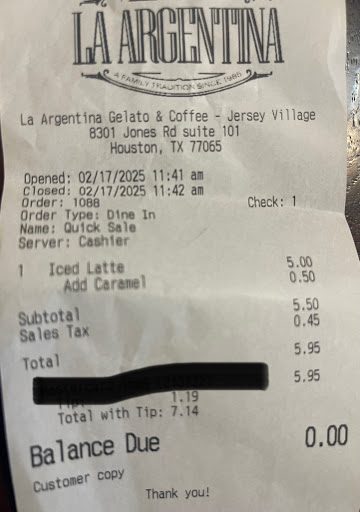 LA ARGENTINA
A FAMILY TRADITION SINCE 1985
La Argentina Gelato & Coffee - Jersey Village
8301 Jones Rd suite 101
Houston, TX 77065
Opened: 02/17/2025 11:41 am
Closed: 02/17/2025 11:42 am
Order: 1088 Check: 1
Order Type: Dine In
Name: Quick Sale
Server: Cashier
1 Iced Latte 5.00
Add Caramel 0.50
Subtotal 5.50
Sales Tax 0.45
Total 5.95
5.95
1.19
Total with Tip: 7.14
Balance Due 0.00
Customer copy
Thank you!